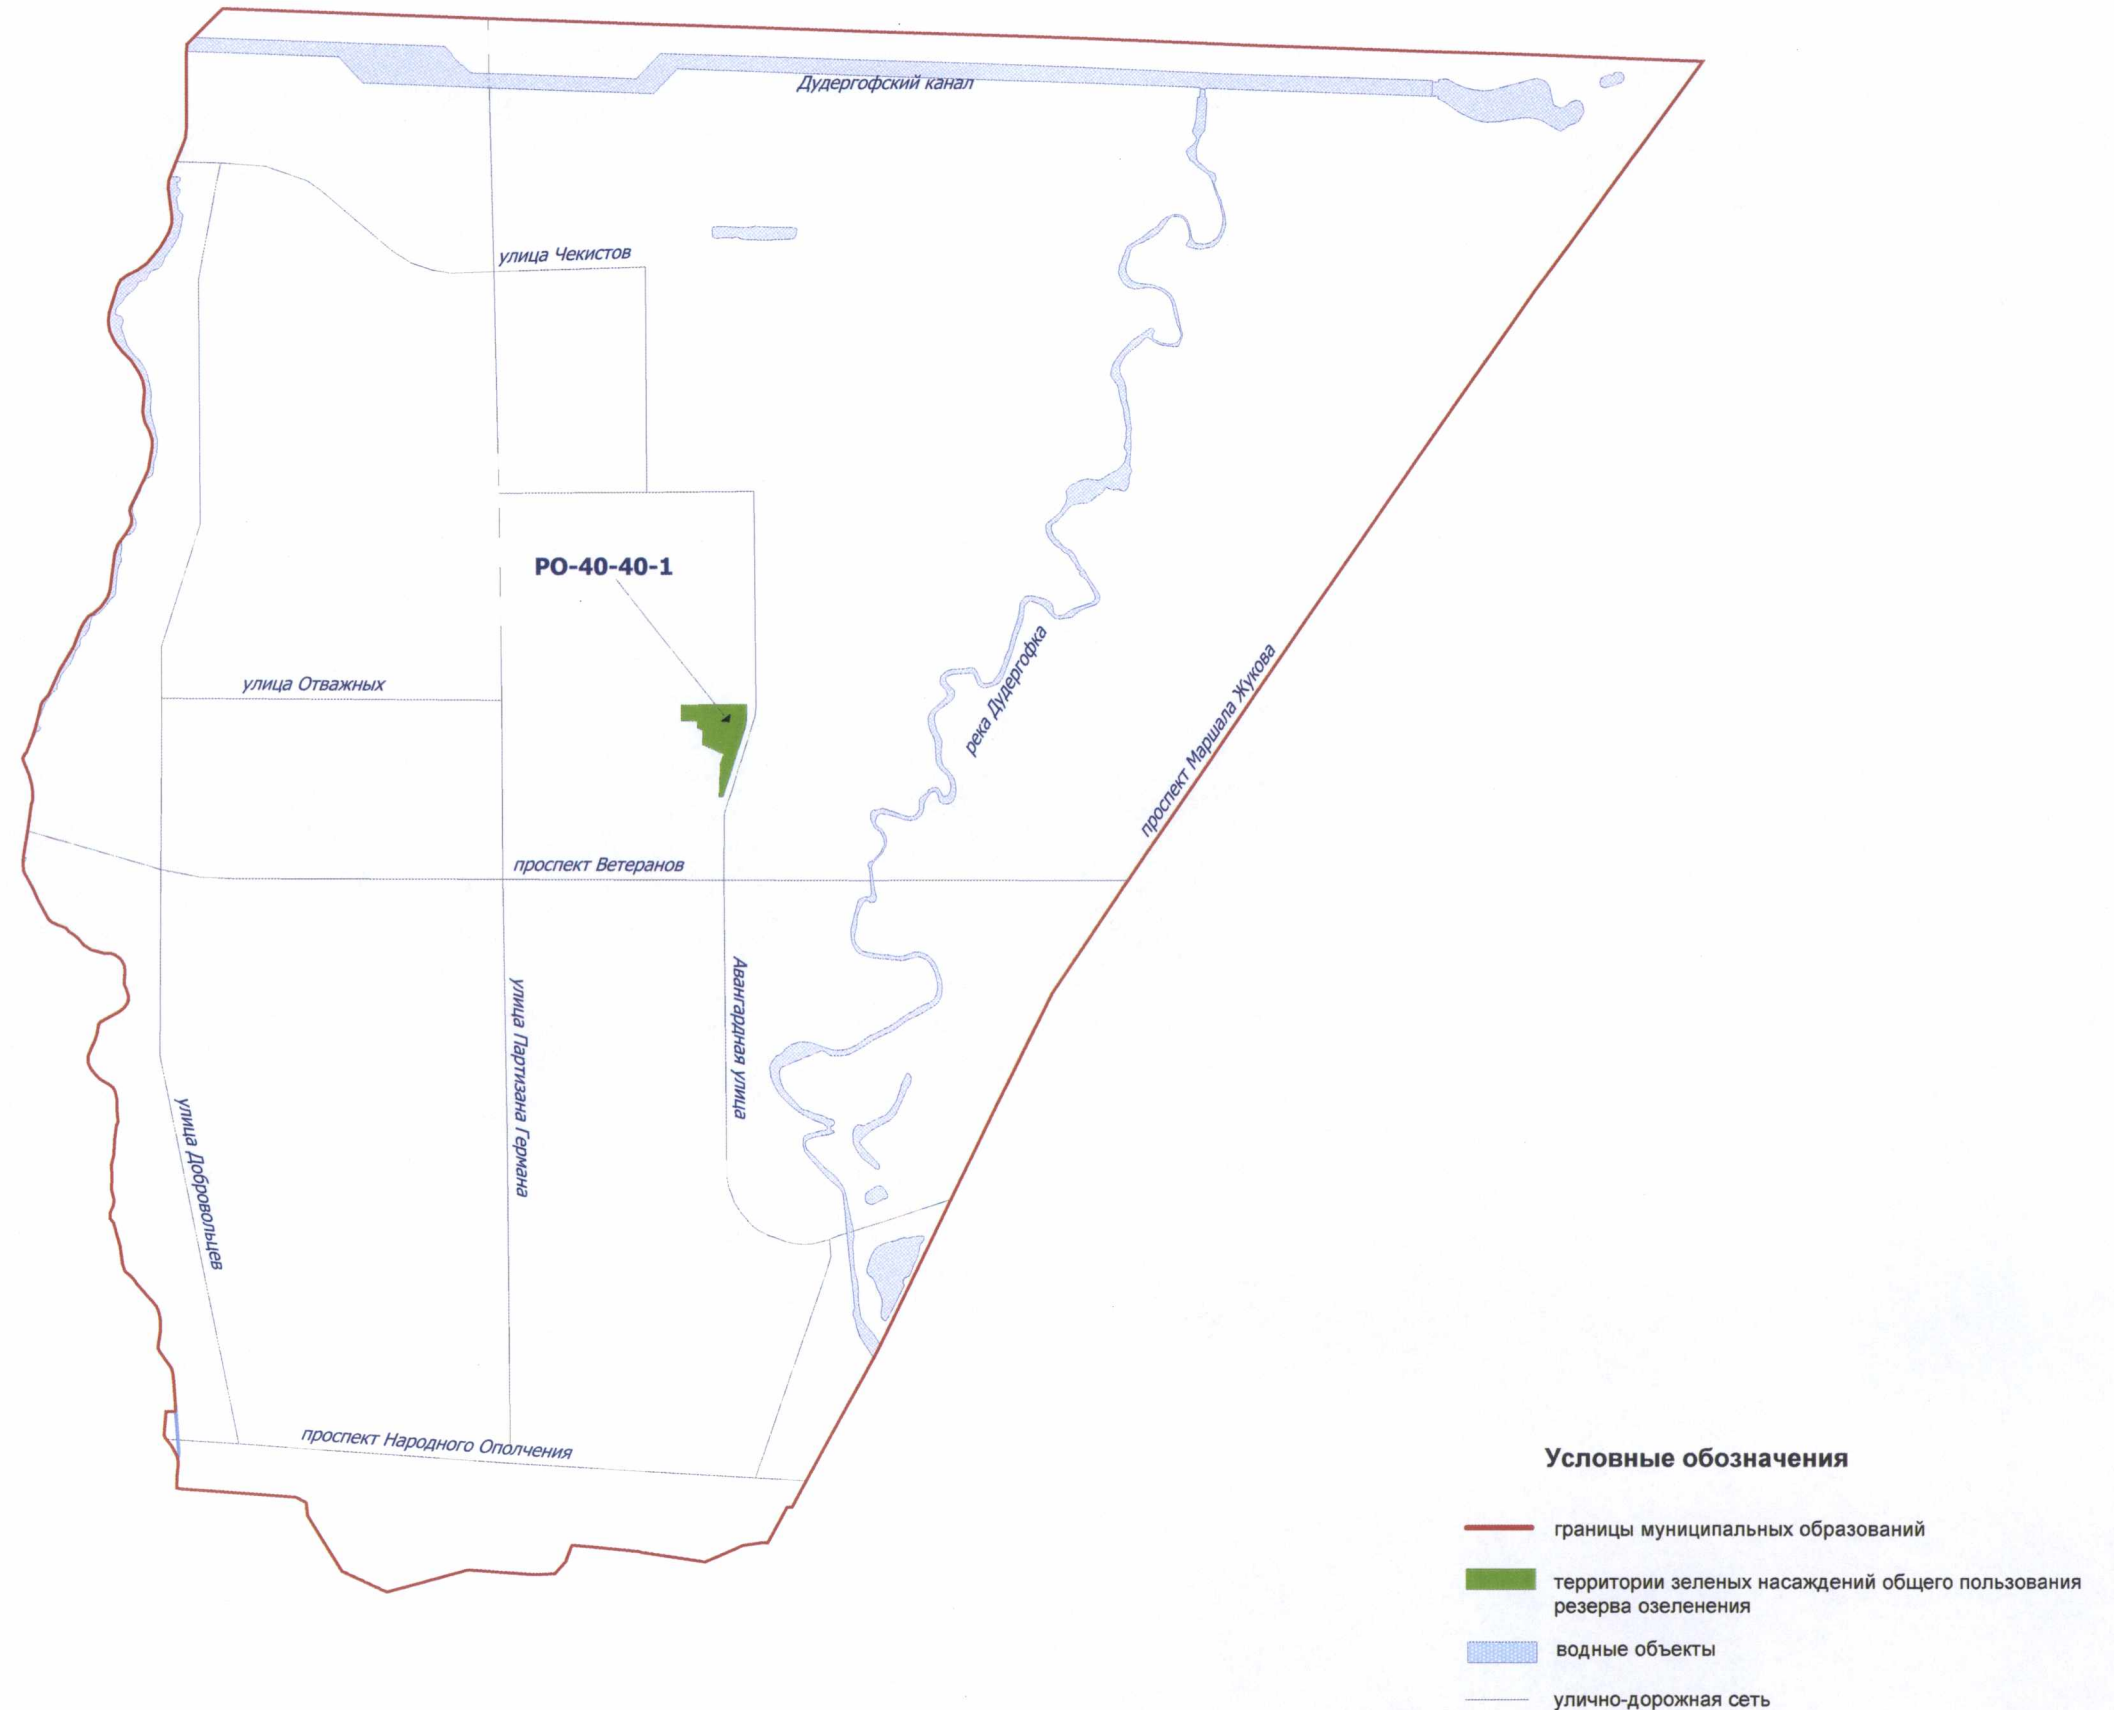 Дудергофский канал
улица Чекистов
РО-40-40-1
река Дудергофка
проспект Маршала Жукова
улица Отважных
проспект Ветеранов
Авангардная улица
улица Партизана Германа
улица Добровольцев
проспект Народного Ополчения
Условные обозначения
границы муниципальных образований
территории зеленых насаждений общего пользования
резерва озеленения
водные объекты
улично-дорожная сеть